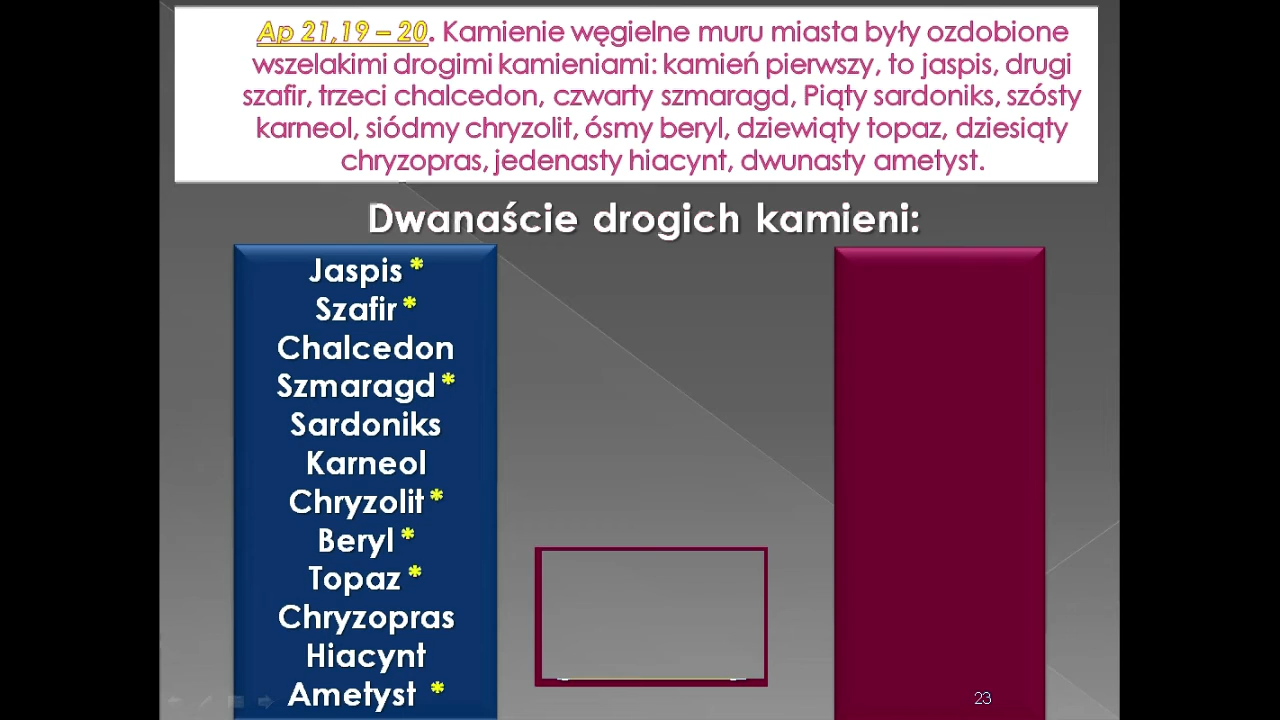 Ap 21,19 – 20. Kamienie węgielne muru miasta były ozdobione
wszelakimi drogimi kamieniami: kamień pierwszy, to jaspis, drugi
szafir, trzeci chalcedon, czwarty szmaragd, Piąty sardoniks, szósty
karneol, siódmy chryzolit, ósmy beryl, dziewiąty topaz, dziesiąty
chryzopras, jedenasty hiacynt, dwunasty ametyst.
Dwanaście drogich kamieni:
Jaspis *
Szafir *
Chalcedon
Szmaragd *
Sardoniks
Karneol
Chryzolit *
Beryl *
Topaz *
Chryzopras
Hiacynt
Ametyst *
23